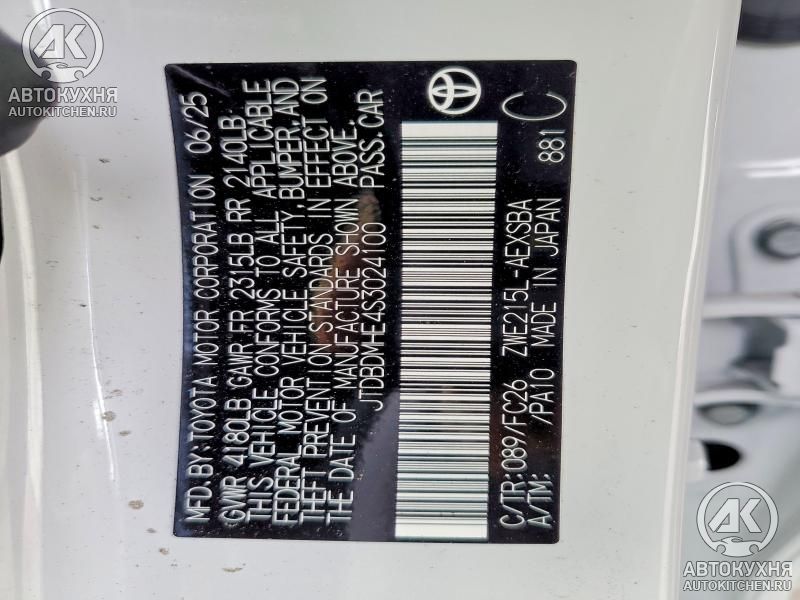 АВТОКУХНЯ
AUTOKITCHEN.RU
MFD.BY:TOYOTA MOTOR CORPORATION 06/25
GVWR 4180LB GAWR FR 2315LB RR 2140LB:
THIS VEHICLE CONFORMS TO ALL APPLICABLE
FEDERAL MOTOR VEHICLE SAFETY, BUMPER, AND
THEFT PREVENTION STANDARDS IN EFFECT ON
THE DATE OF MANUFACTURE SHOWN ABOVE.
JTDBDMHE4S3024100 PASS.CAR
C/TR:089/FC26 ZWE215L-AEXSBA
A/TM: /PA10 MADE IN JAPAN 881
C
АВТОКУХНЯ
AUTOKITCHEN.RU